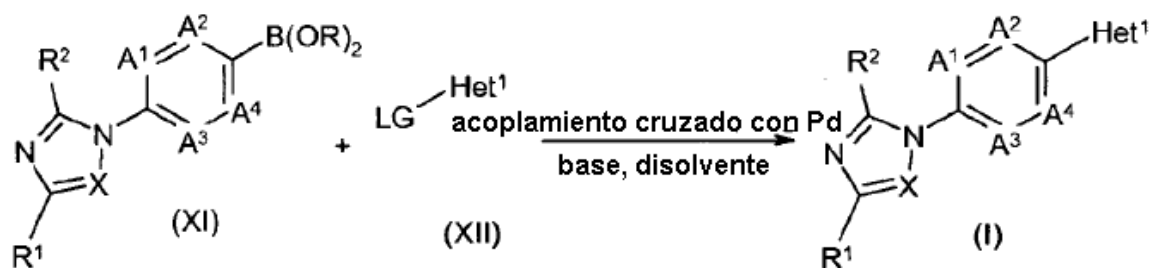 A² B(OR)₂
R² A¹
N N A³ A⁴
X
R¹
(XI)
+
LG Het¹
(XII)
acoplamiento cruzado con Pd
base, disolvente
A² Het¹
R² A¹
N N A³ A⁴
X
R¹
(I)